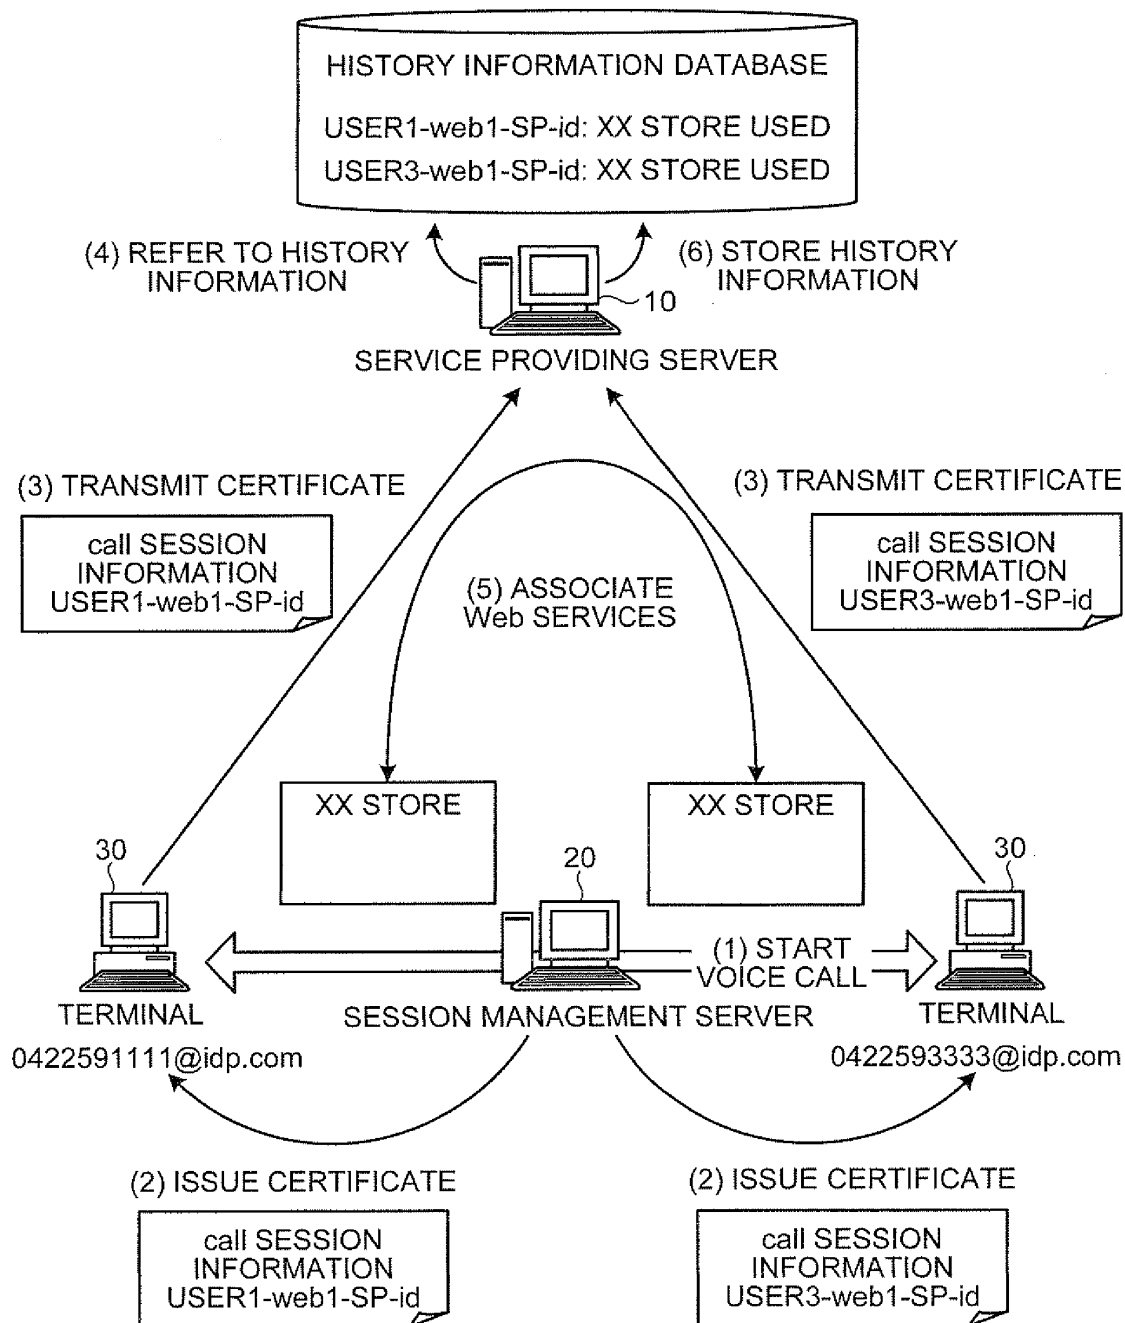 HISTORY INFORMATION DATABASE
USER1-web1-SP-id: XX STORE USED
USER3-web1-SP-id: XX STORE USED
(4) REFER TO HISTORY
INFORMATION
(6) STORE HISTORY
INFORMATION
10
SERVICE PROVIDING SERVER
(3) TRANSMIT CERTIFICATE
call SESSION
INFORMATION
USER1-web1-SP-id
(3) TRANSMIT CERTIFICATE
call SESSION
INFORMATION
USER3-web1-SP-id
(5) ASSOCIATE
Web SERVICES
XX STORE
XX STORE
30
20
30
(1) START
VOICE CALL
TERMINAL
0422591111@idp.com
SESSION MANAGEMENT SERVER
TERMINAL
0422593333@idp.com
(2) ISSUE CERTIFICATE
call SESSION
INFORMATION
USER1-web1-SP-id
(2) ISSUE CERTIFICATE
call SESSION
INFORMATION
USER3-web1-SP-id